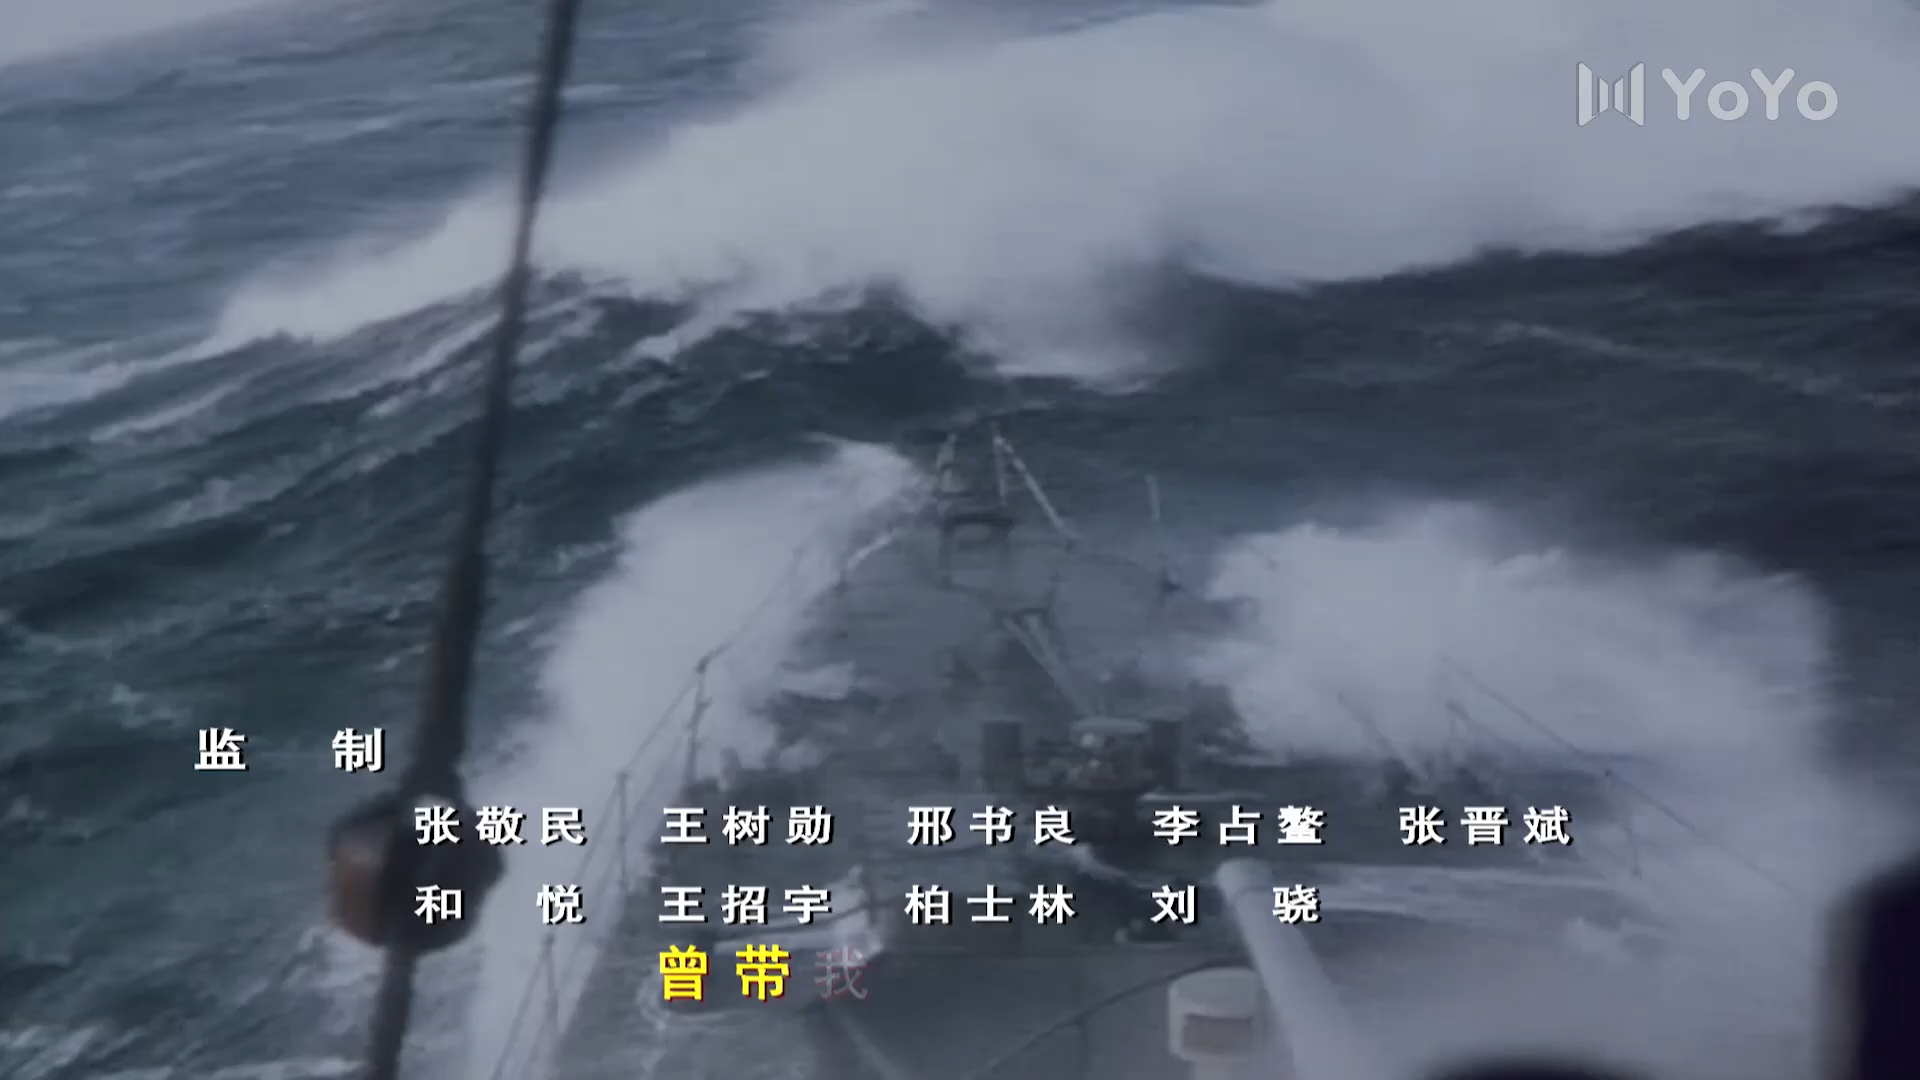 YoYo
监 制
张敬民 王树勋 邢书良 李占鳌 张晋斌
和 悦 王招宇 柏士林 刘 骁
曾带我